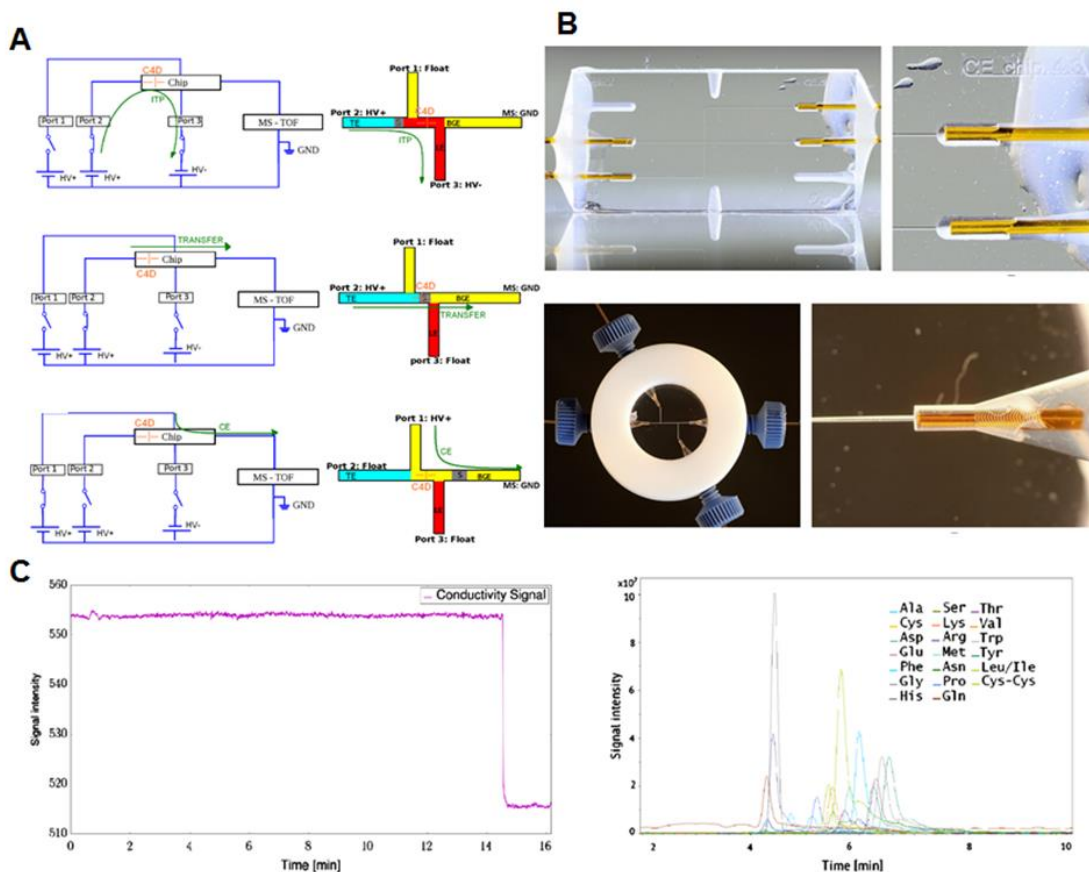 A
C4D
Chip
ITP
Port 1
Port 2
Port 3
MS - TOF
GND
HV+
HV+
HV-
Port 1: Float
Port 2: HV+
C4D
MS: GND
TE
S
BGE
ITP
LE
Port 3: HV-
TRANSFER
Chip
C4D
Port 1
Port 2
Port 3
MS - TOF
GND
HV+
HV+
HV-
Port 1: Float
Port 2: HV+
C4D
MS: GND
TE
S
BGE
TRANSFER
LE
port 3: Float
C4D
Chip
CE
Port 1
Port 2
Port 3
MS - TOF
GND
HV+
HV+
HV-
Port 1: HV+
CE
Port 2: Float
TE
C4D
S
BGE
MS: GND
LE
Port 3: Float
B
CE chip
C
560
550
540
530
520
510
Signal intensity
Conductivity Signal
0 2 4 6 8 10 12 14 16
Time [min]
10
8
6
4
2
0
Signal intensity
Ala Ser Thr
Cys Lys Val
Asp Arg Trp
Glu Met Tyr
Phe Asn Leu/Ile
Gly Pro Cys-Cys
His Gln
2 4 6 8 10
Time [min]